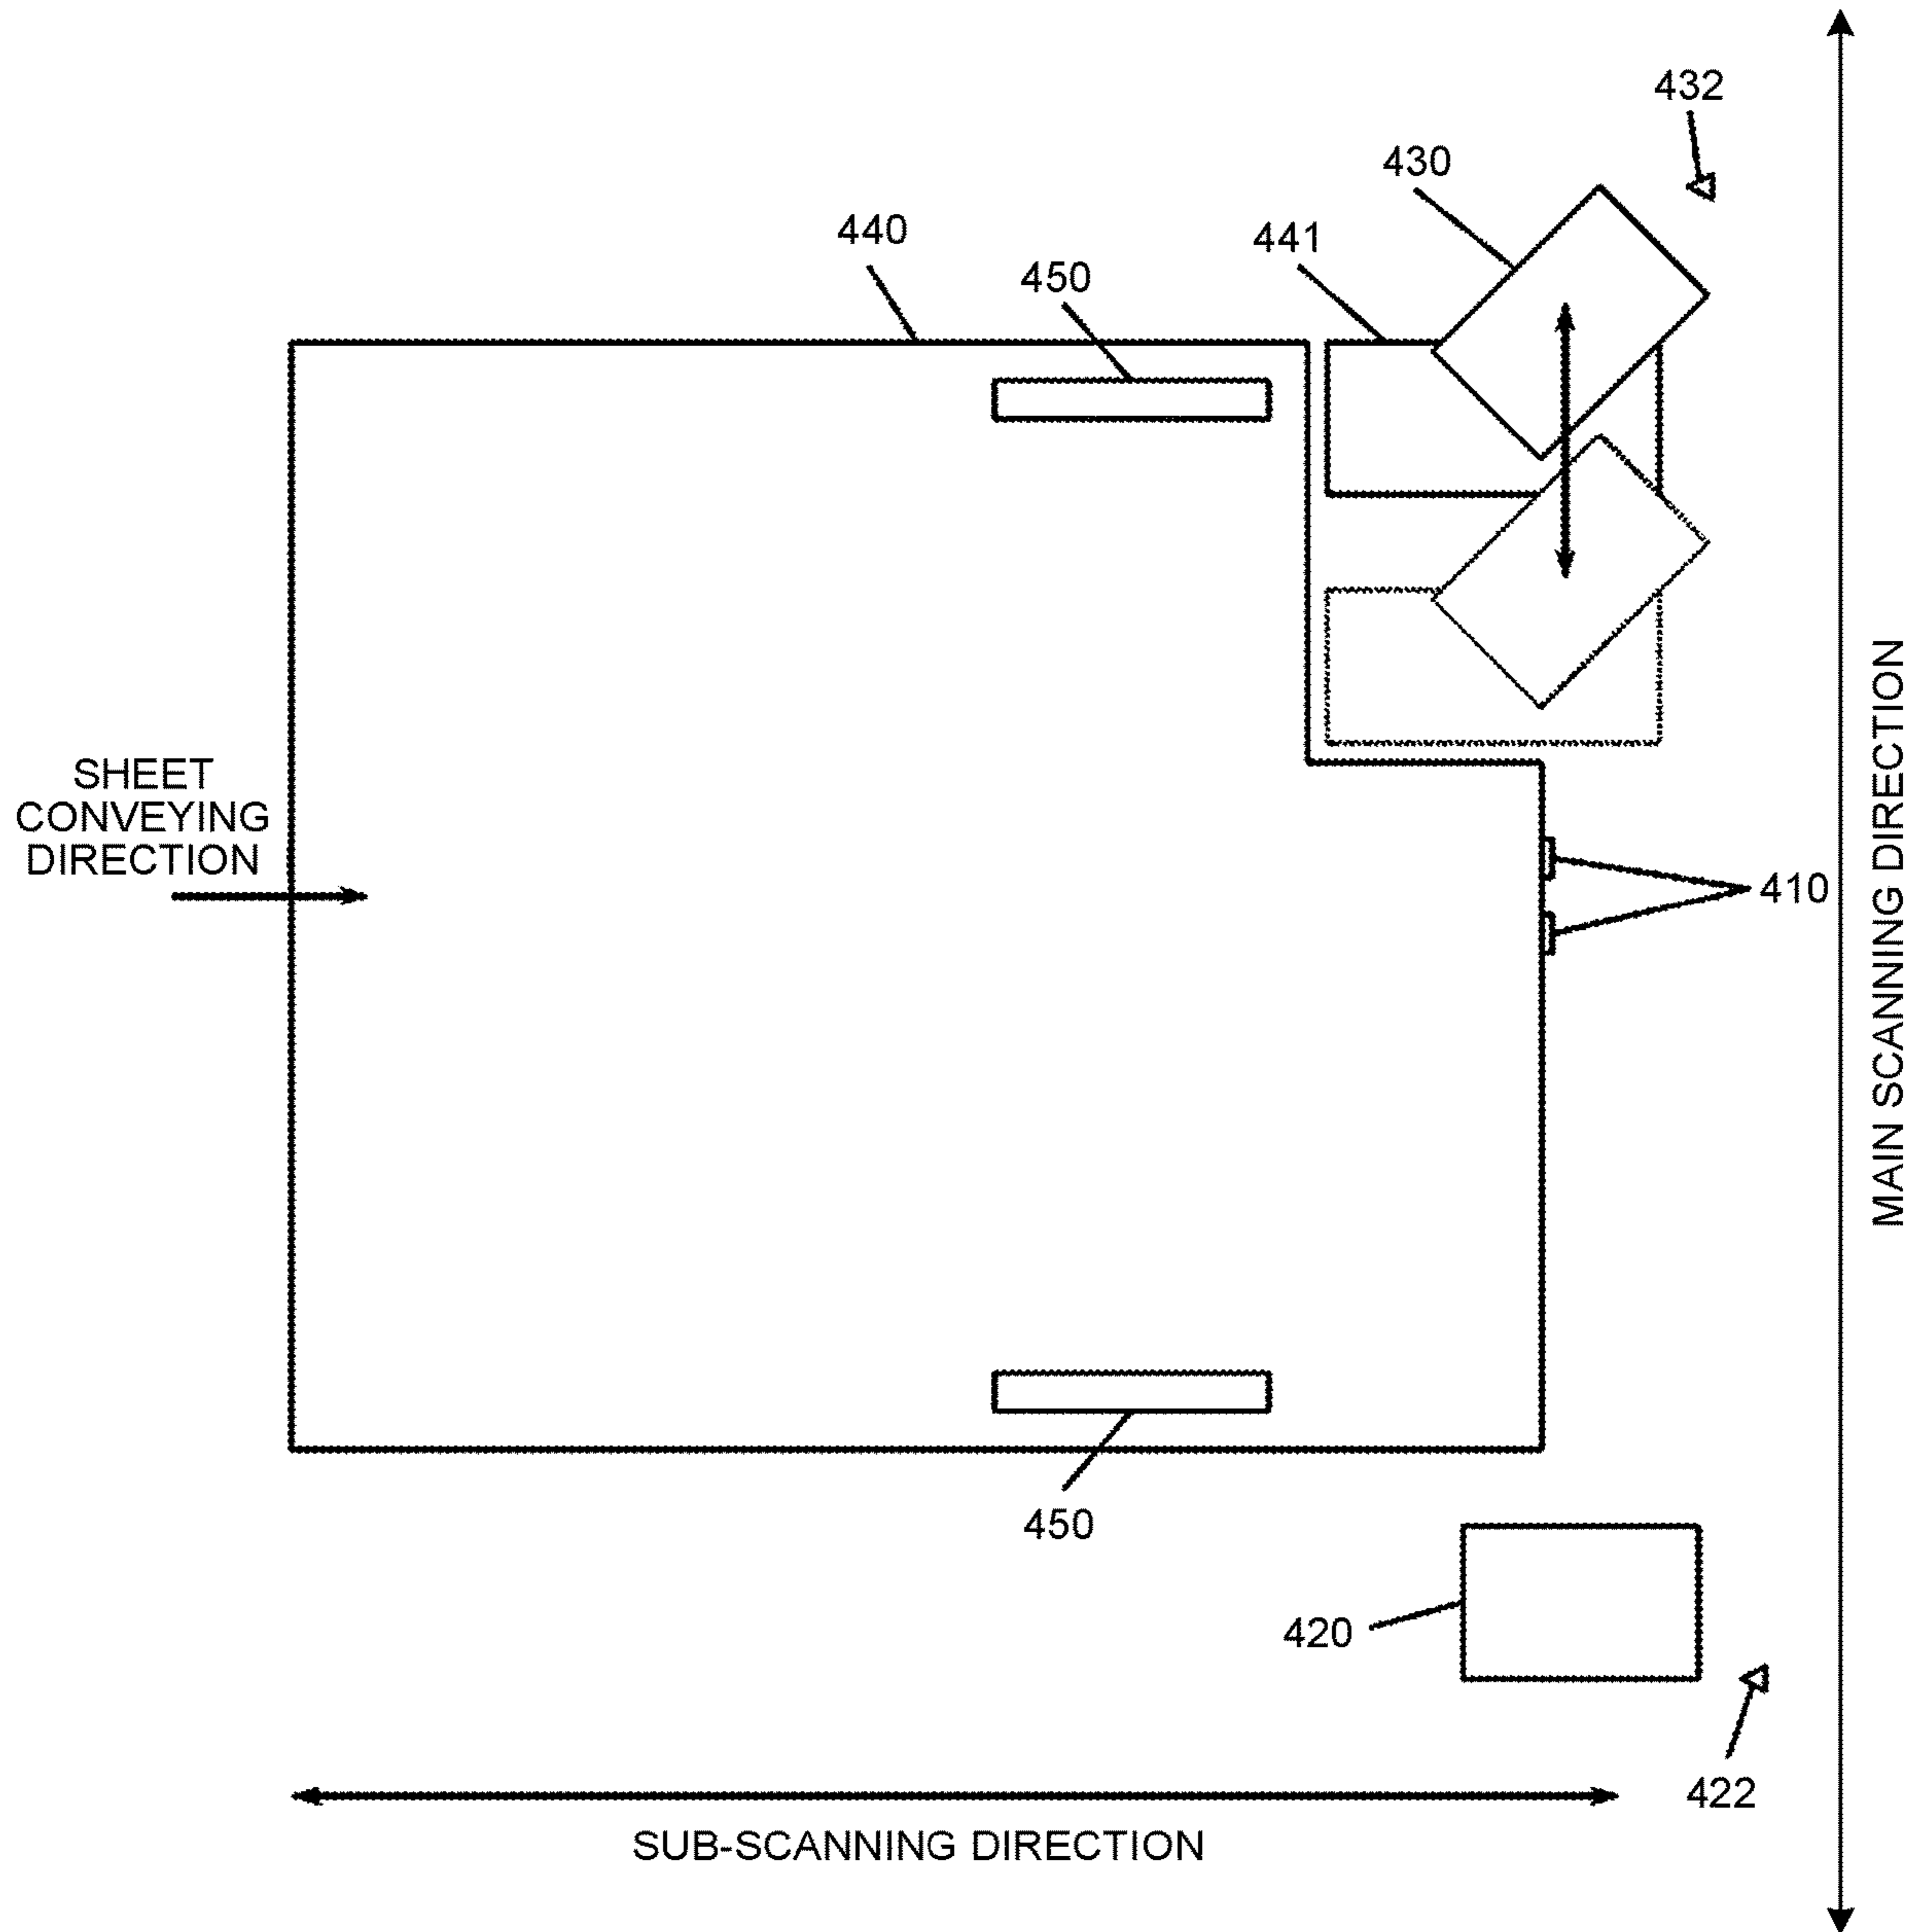 432
430
441
440
450
SHEET
CONVEYING
DIRECTION
410
MAIN SCANNING DIRECTION
450
420
422
SUB-SCANNING DIRECTION